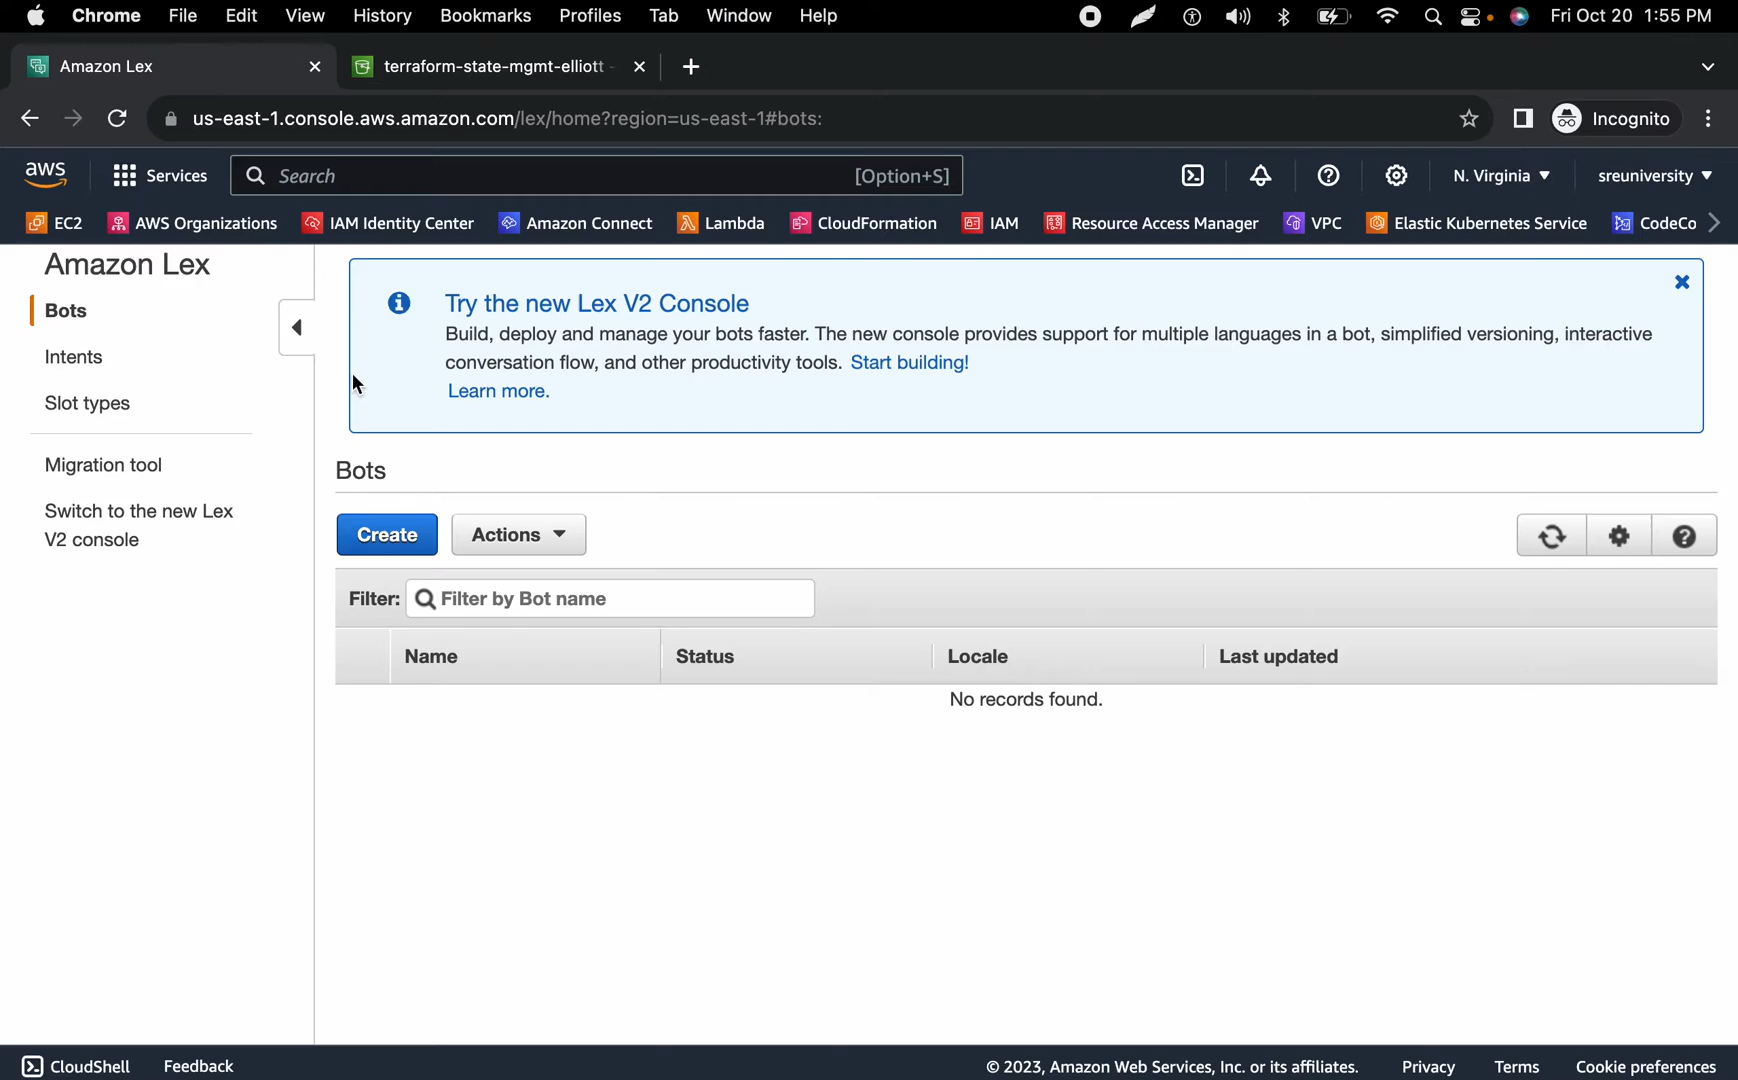 Chrome File Edit View History Bookmarks Profiles Tab Window Help Fri Oct 20 1:55 PM
Amazon Lex terraform-state-mgmt-elliott
us-east-1.console.aws.amazon.com/lex/home?region=us-east-1#bots: Incognito
aws Services Search [Option+S] N. Virginia sreuniversity
EC2 AWS Organizations IAM Identity Center Amazon Connect Lambda CloudFormation IAM Resource Access Manager VPC Elastic Kubernetes Service CodeCo
Amazon Lex
Bots
Intents
Slot types
Migration tool
Switch to the new Lex
V2 console
Try the new Lex V2 Console
Build, deploy and manage your bots faster. The new console provides support for multiple languages in a bot, simplified versioning, interactive
conversation flow, and other productivity tools. Start building!
Learn more.
Bots
Create Actions
Filter: Filter by Bot name
Name Status Locale Last updated
No records found.
CloudShell Feedback © 2023, Amazon Web Services, Inc. or its affiliates. Privacy Terms Cookie preferences